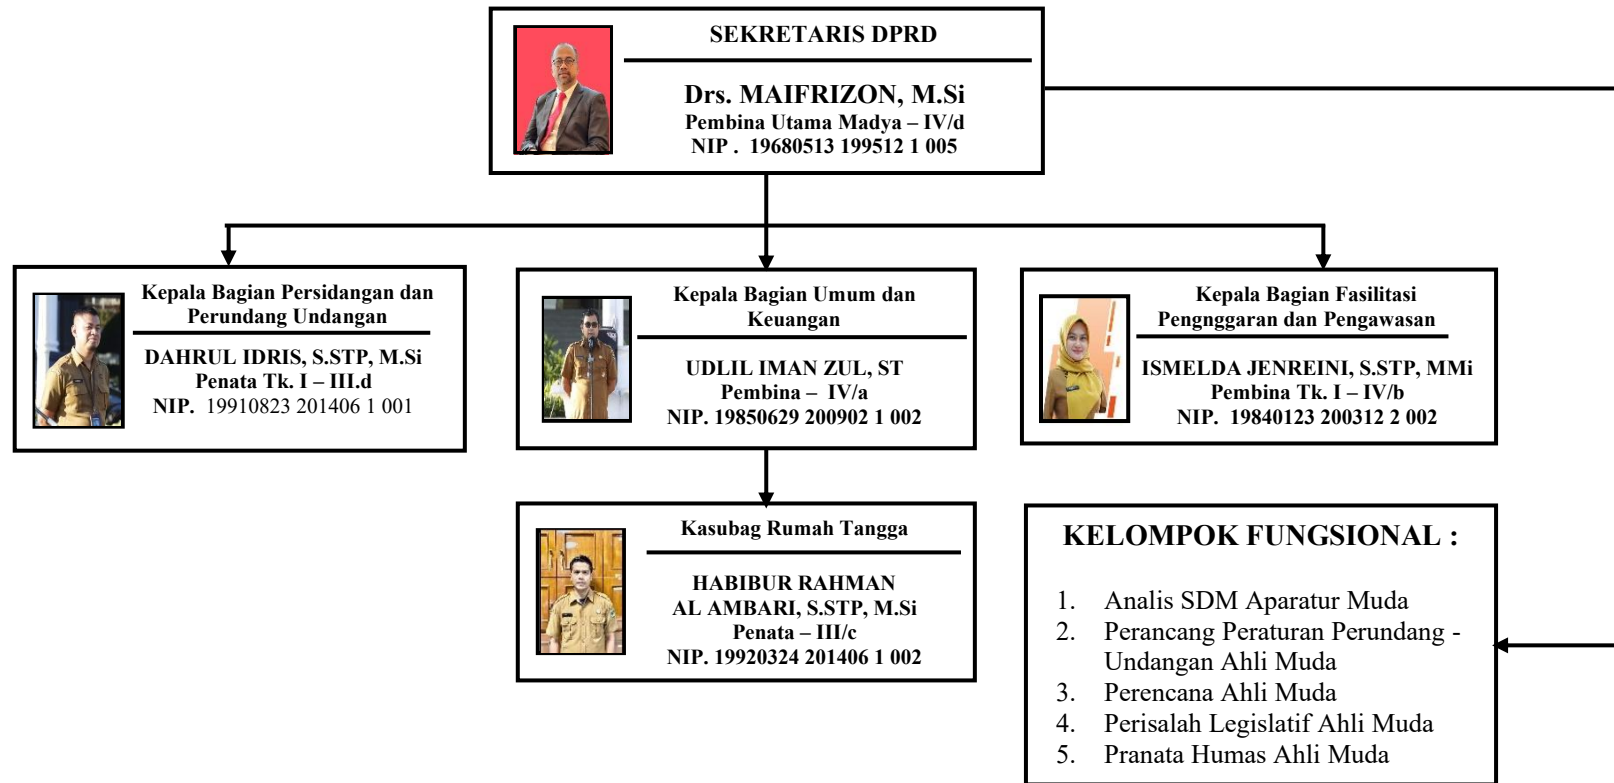 SEKRETARIS DPRD
Drs. MAIFRIZON, M.Si
Pembina Utama Madya – IV/d
NIP . 19680513 199512 1 005
Kepala Bagian Persidangan dan
Perundang Undangan
DAHRUL IDRIS, S.STP, M.Si
Penata Tk. I – III.d
NIP. 19910823 201406 1 001
Kepala Bagian Umum dan
Keuangan
UDLIL IMAN ZUL, ST
Pembina – IV/a
NIP. 19850629 200902 1 002
Kepala Bagian Fasilitasi
Pengnggaran dan Pengawasan
ISMELDA JENREINI, S.STP, MMi
Pembina Tk. I – IV/b
NIP. 19840123 200312 2 002
Kasubag Rumah Tangga
HABIBUR RAHMAN
AL AMBARI, S.STP, M.Si
Penata – III/c
NIP. 19920324 201406 1 002
KELOMPOK FUNGSIONAL :
1. Analis SDM Aparatur Muda
2. Perancang Peraturan Perundang -
Undangan Ahli Muda
3. Perencana Ahli Muda
4. Perisalah Legislatif Ahli Muda
5. Pranata Humas Ahli Muda